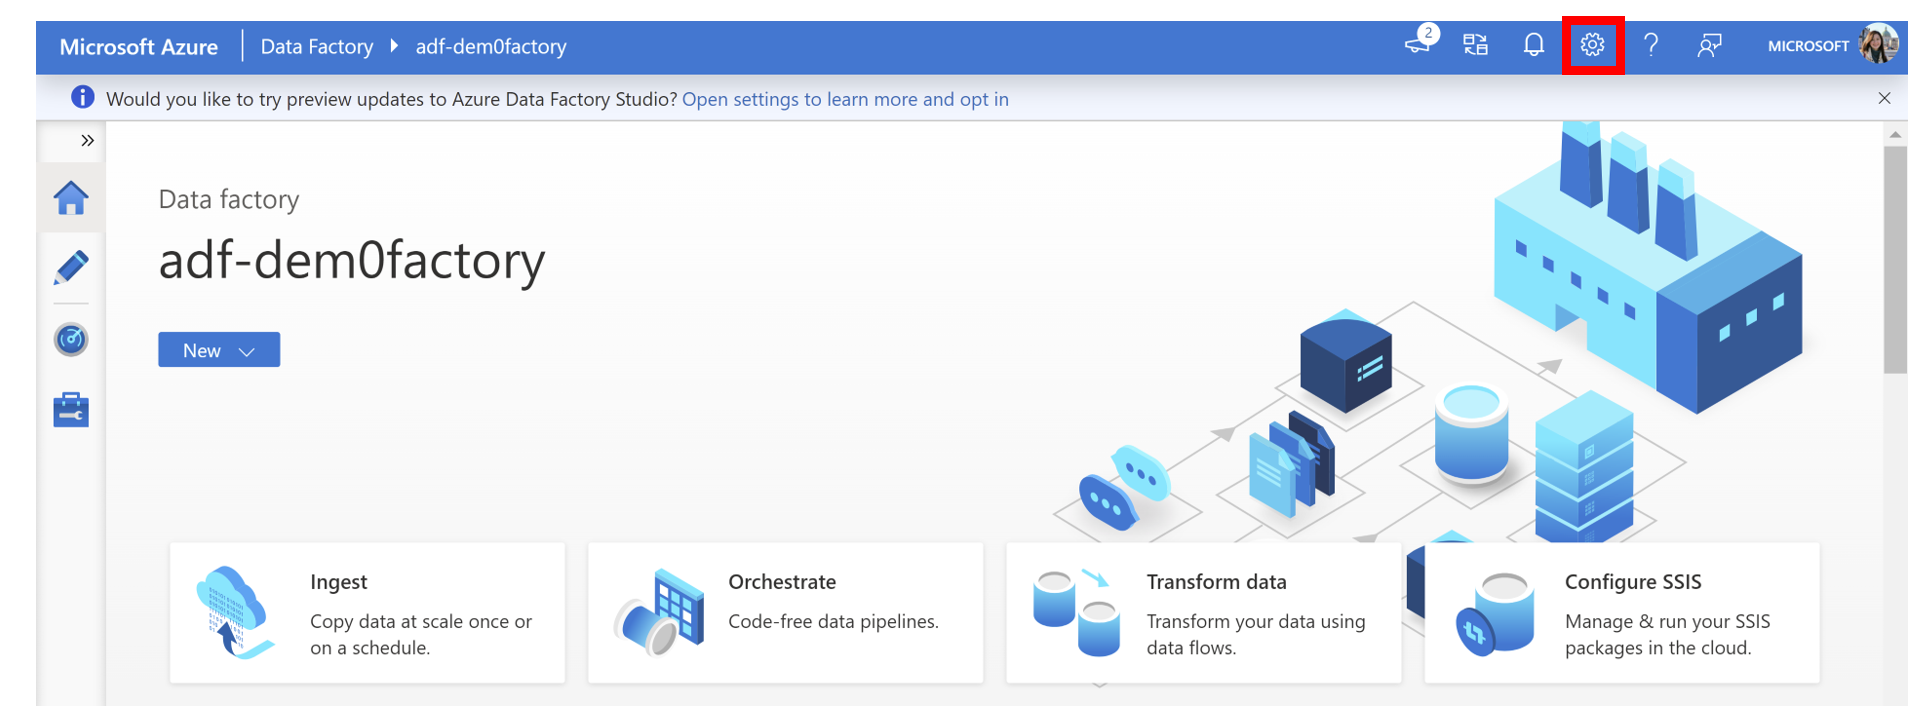 Microsoft Azure Data Factory adf-dem0factory 2 MICROSOFT
Would you like to try preview updates to Azure Data Factory Studio? Open settings to learn more and opt in
Data factory
adf-dem0factory
New
Ingest
Copy data at scale once or
on a schedule.
Orchestrate
Code-free data pipelines.
Transform data
Transform your data using
data flows.
Configure SSIS
Manage & run your SSIS
packages in the cloud.